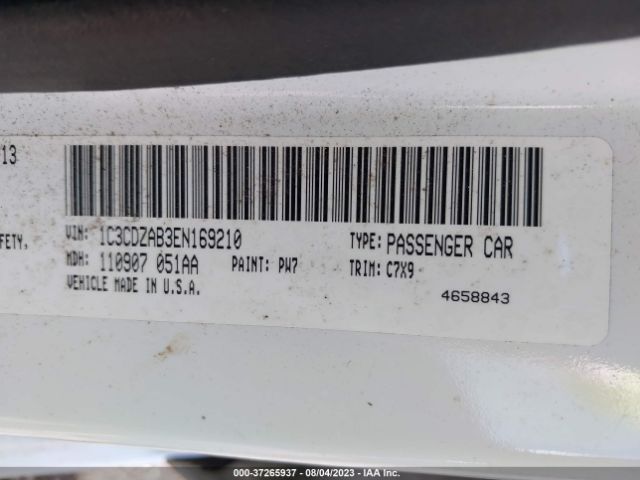 13
VIN: 1C3CDZAB3EN169210 TYPE: PASSENGER CAR
FETY.
MDH: 110907 051AA PAINT: PW7 TRIM: C7X9
VEHICLE MADE IN U.S.A.
4658843
000-37265937 - 08/04/2023 - IAA Inc.